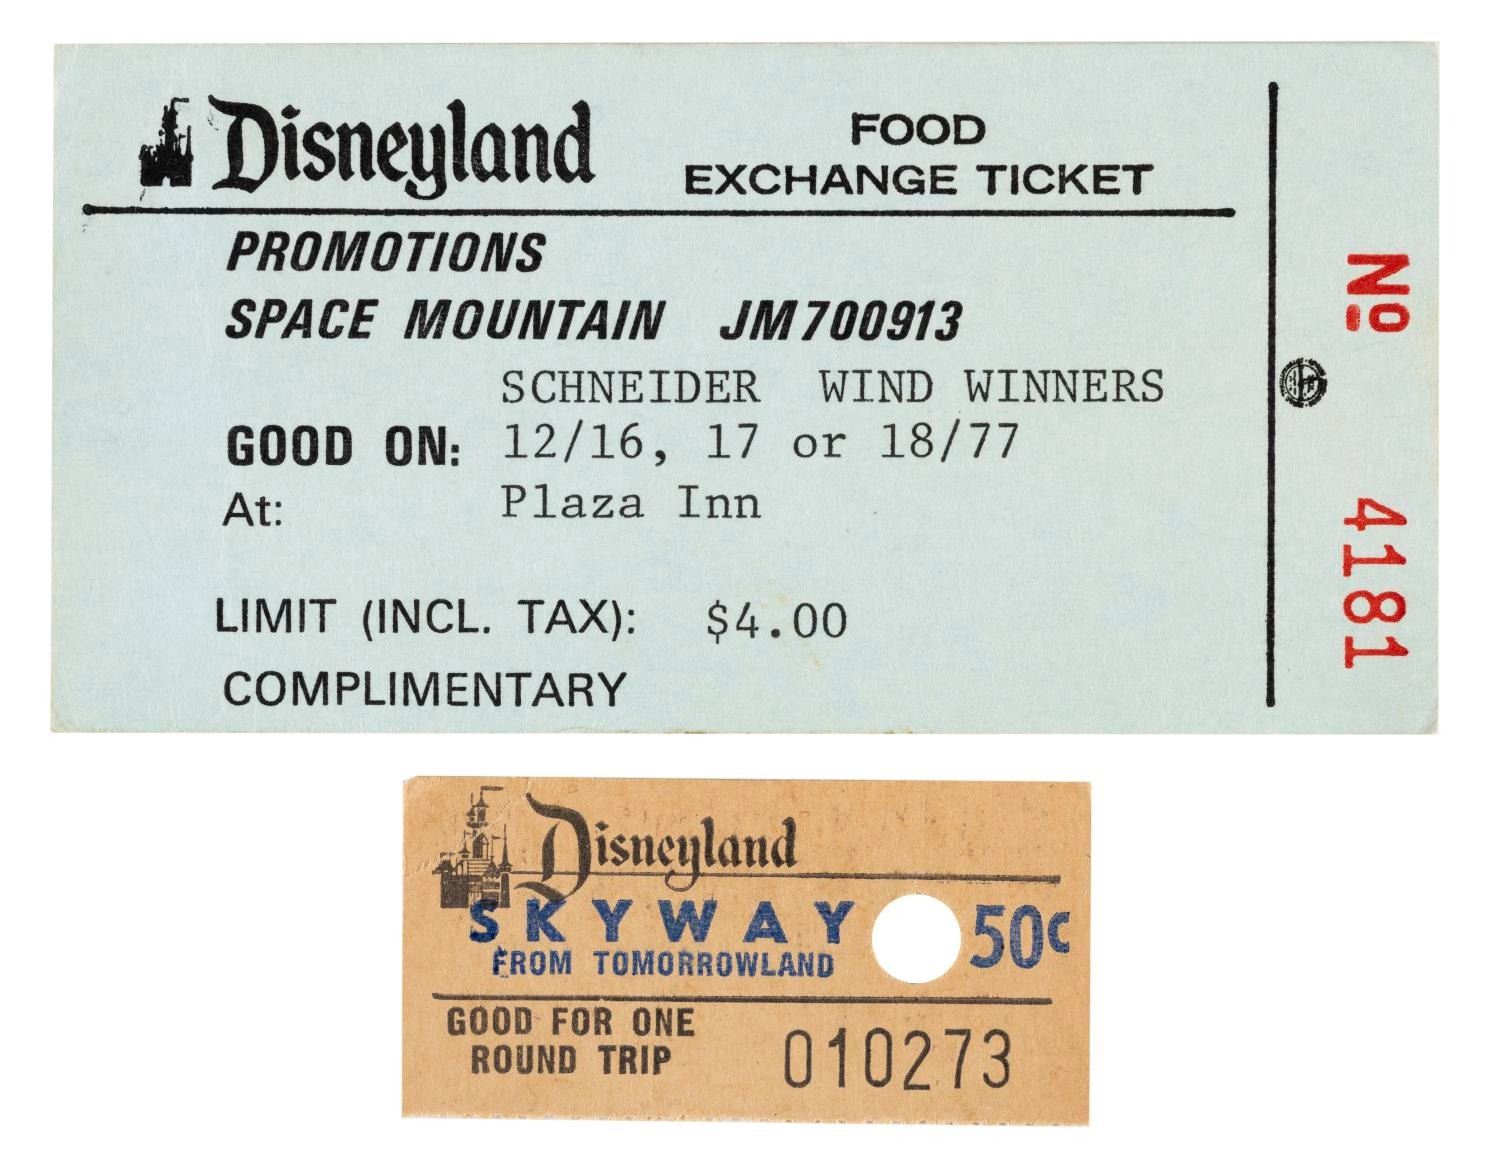 Disneyland
FOOD
EXCHANGE TICKET
PROMOTIONS
SPACE MOUNTAIN JM700913
SCHNEIDER WIND WINNERS
GOOD ON: 12/16, 17 or 18/77
At: Plaza Inn
LIMIT (INCL. TAX): $4.00
COMPLIMENTARY
No 4181
Disneyland
SKYWAY 50c
FROM TOMORROWLAND
GOOD FOR ONE
ROUND TRIP
010273